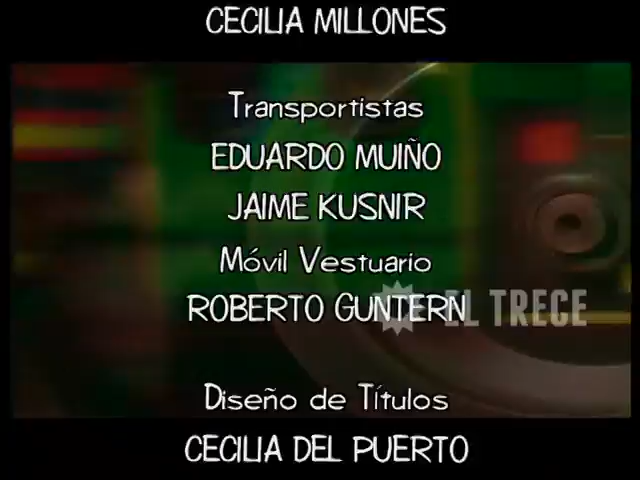 CECILIA MILLONES
Transportistas
EDUARDO MUIÑO
JAIME KUSNIR
Móvil Vestuario
ROBERTO GUNTERN
EL TRECE
Diseño de Títulos
CECILIA DEL PUERTO